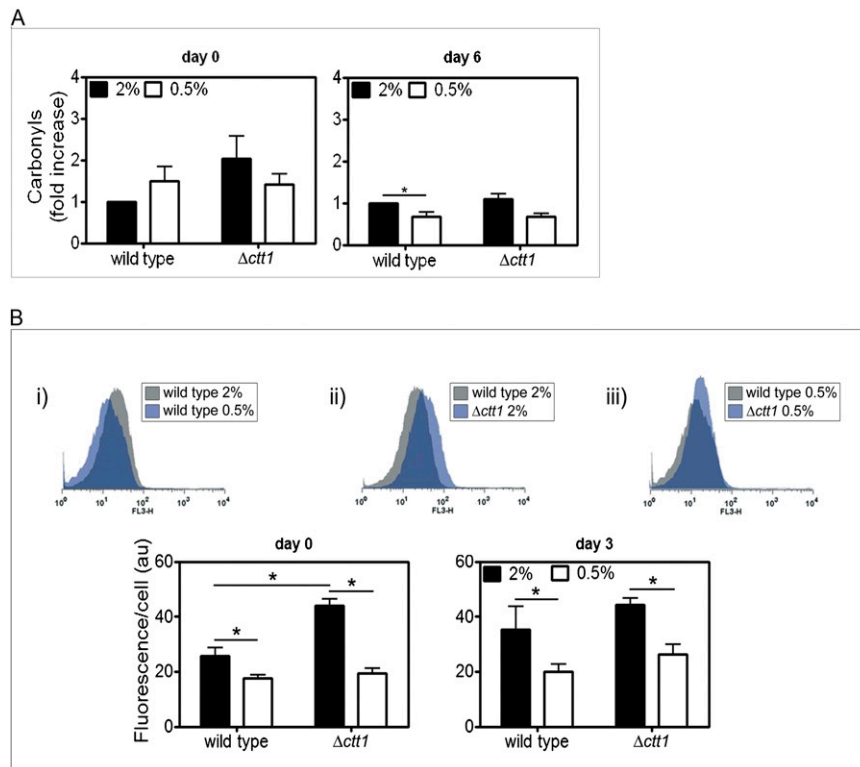 A
day 0
day 6
Carbonyls
(fold increase)
4
3
2
1
0
2% 0.5%
wild type Δctt1
4
3
2
1
0
2% 0.5%
*
wild type Δctt1
B
i)
wild type 2%
wild type 0.5%
10⁰ 10¹ 10² 10³ 10⁴
FL3-H
ii)
wild type 2%
Δctt1 2%
10⁰ 10¹ 10² 10³ 10⁴
FL3-H
iii)
wild type 0.5%
Δctt1 0.5%
10⁰ 10¹ 10² 10³ 10⁴
FL3-H
day 0
Fluorescence/cell (au)
60
40
20
0
* * *
wild type Δctt1
day 3
60
40
20
0
2% 0.5%
* *
wild type Δctt1